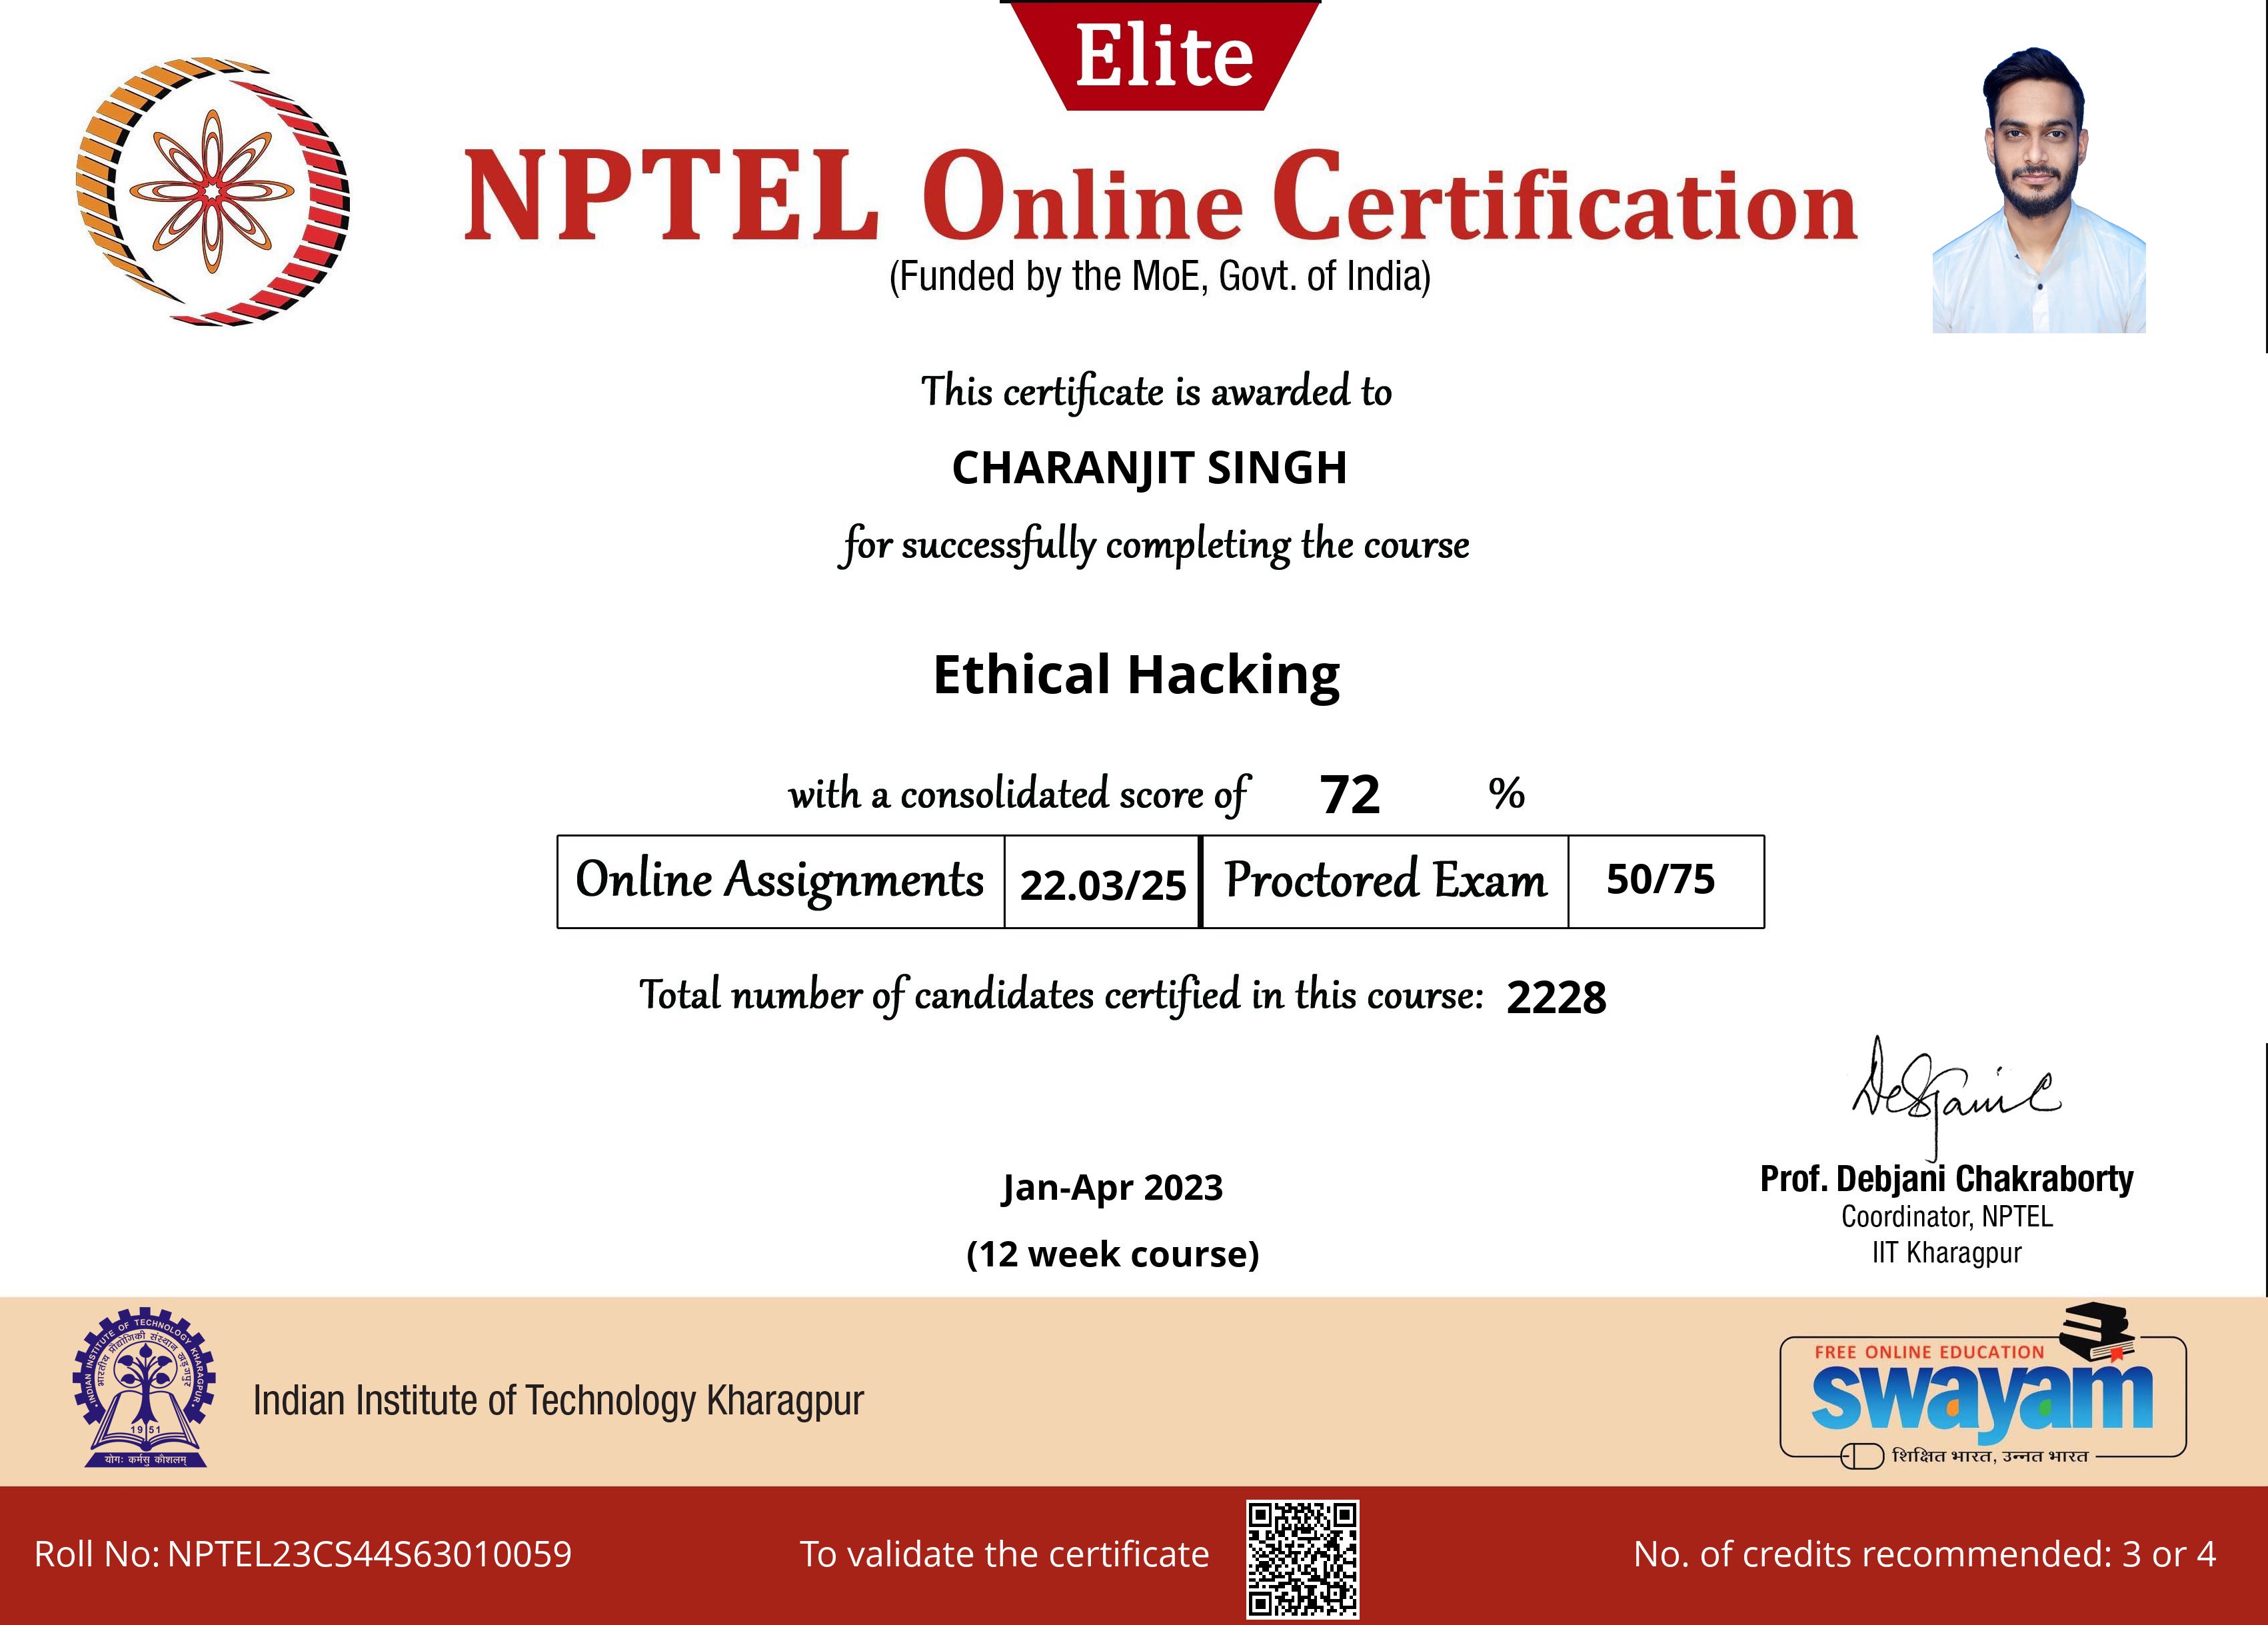 Elite
NPTEL Online Certification
(Funded by the MoE, Govt. of India)
This certificate is awarded to
CHARANJIT SINGH
for successfully completing the course
Ethical Hacking
with a consolidated score of 72 %
Online Assignments 22.03/25 Proctored Exam 50/75
Total number of candidates certified in this course: 2228
Jan-Apr 2023
(12 week course)
Prof. Debjani Chakraborty
Coordinator, NPTEL
IIT Kharagpur
INDIAN INSTITUTE OF TECHNOLOGY KHARAGPUR
भारतीय प्रौद्योगिकी संस्थान खड़गपुर
1951
योगः कर्मसु कौशलम्
Indian Institute of Technology Kharagpur
FREE ONLINE EDUCATION
swayam
शिक्षित भारत, उन्नत भारत
Roll No: NPTEL23CS44S63010059
To validate the certificate
No. of credits recommended: 3 or 4